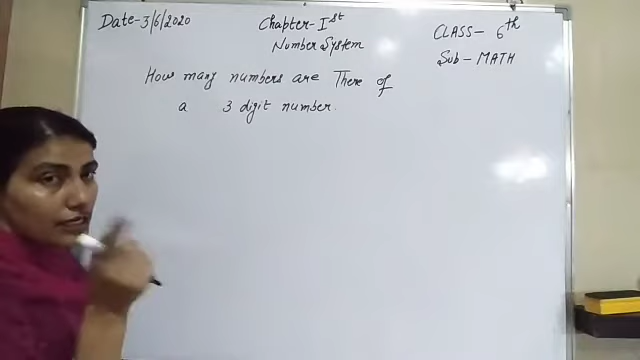 Date-3/6/2020
Chapter-Ist
Number System
CLASS- 6th
Sub- MATH
How many numbers are There of
a 3 digit number.